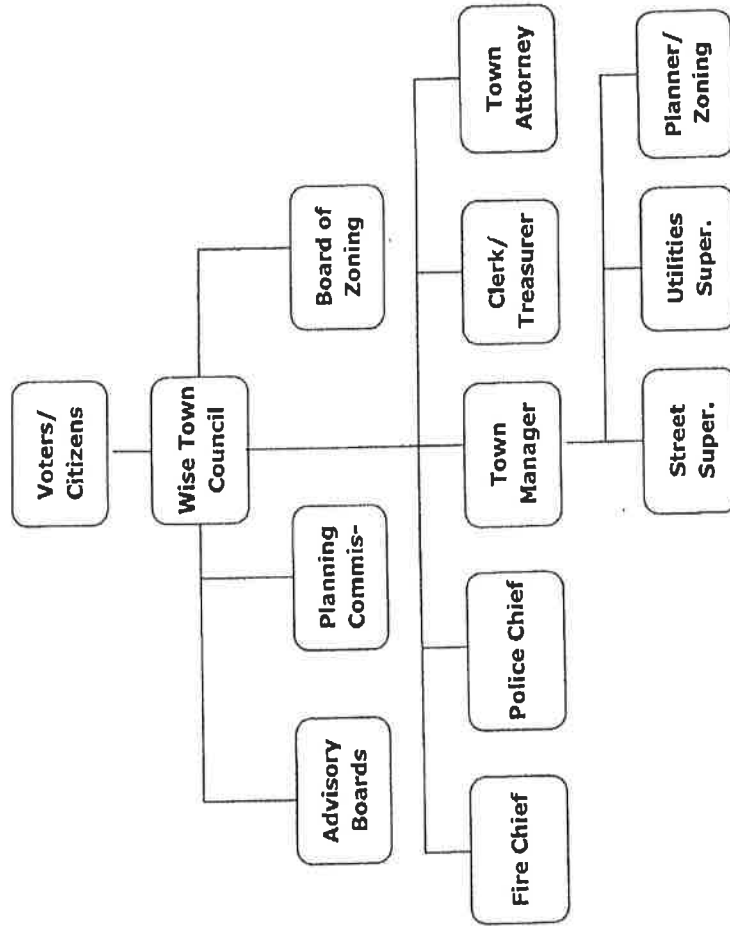 Voters/
Citizens
Wise Town
Council
Advisory
Boards
Planning
Commis-
Board of
Zoning
Fire Chief
Police Chief
Town
Manager
Clerk/
Treasurer
Town
Attorney
Street
Super.
Utilities
Super.
Planner/
Zoning